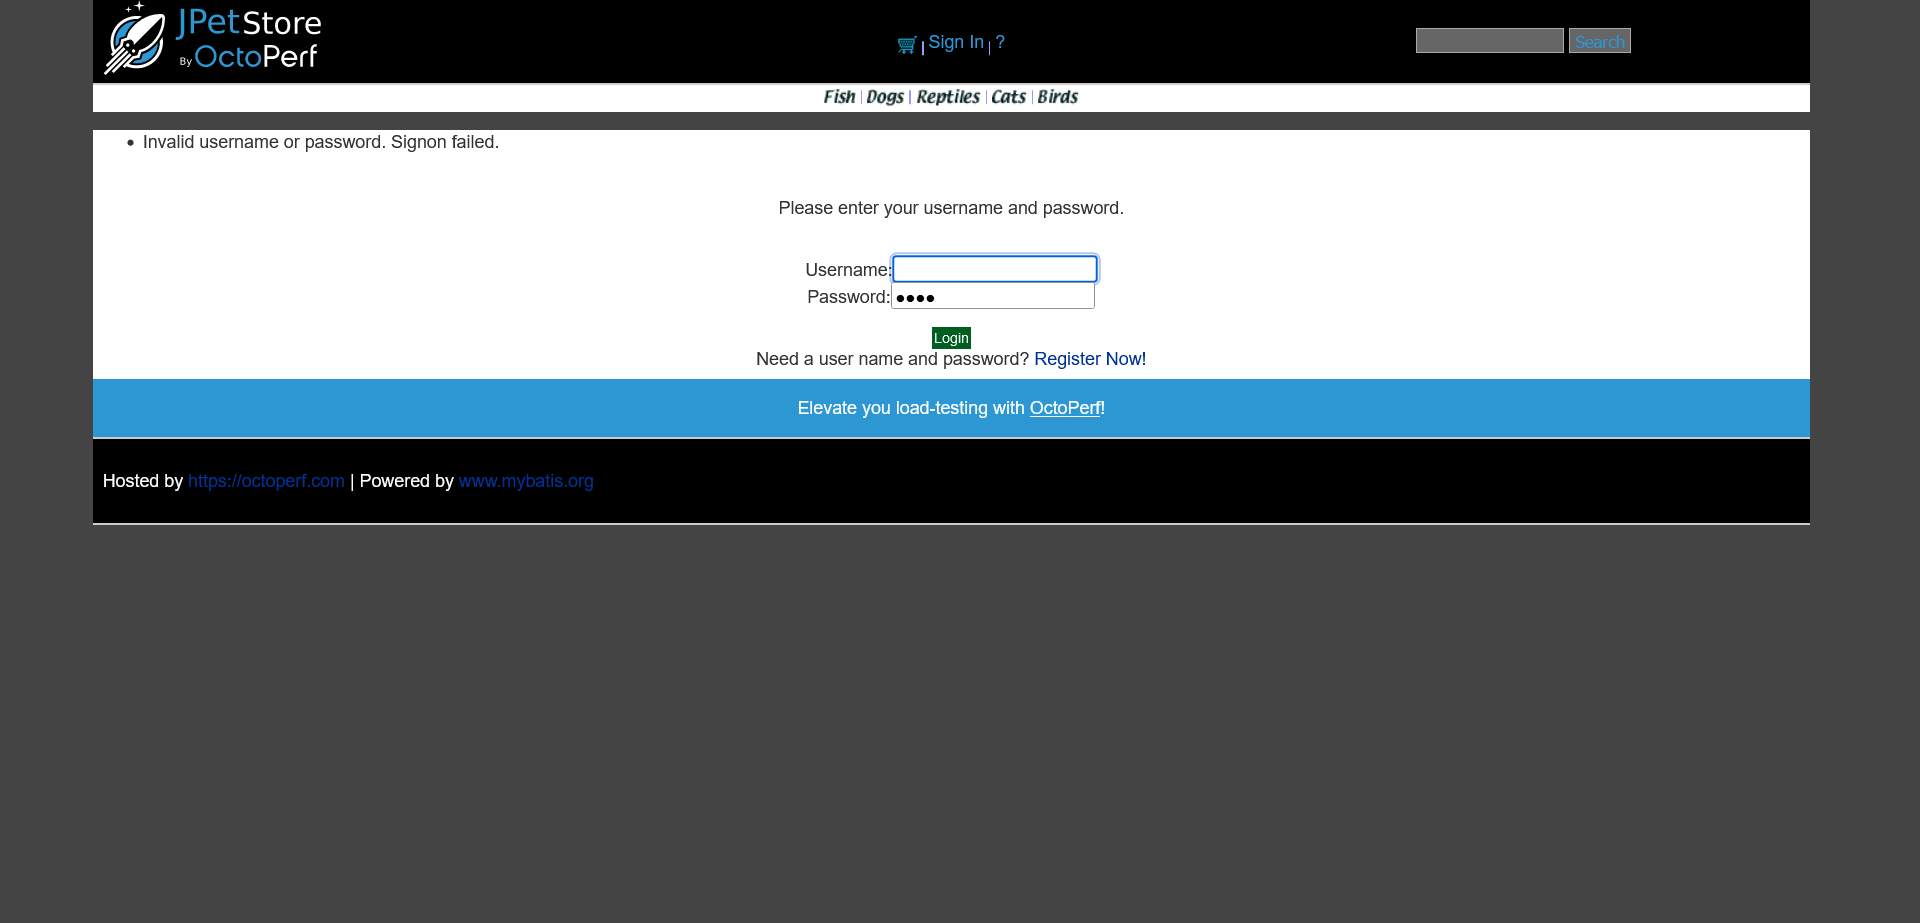 JPetStore
By OctoPerf
| Sign In | ?
Search
Fish | Dogs | Reptiles | Cats | Birds
• Invalid username or password. Signon failed.
Please enter your username and password.
Username:
Password:••••
Login
Need a user name and password? Register Now!
Elevate you load-testing with OctoPerf!
Hosted by https://octoperf.com | Powered by www.mybatis.org